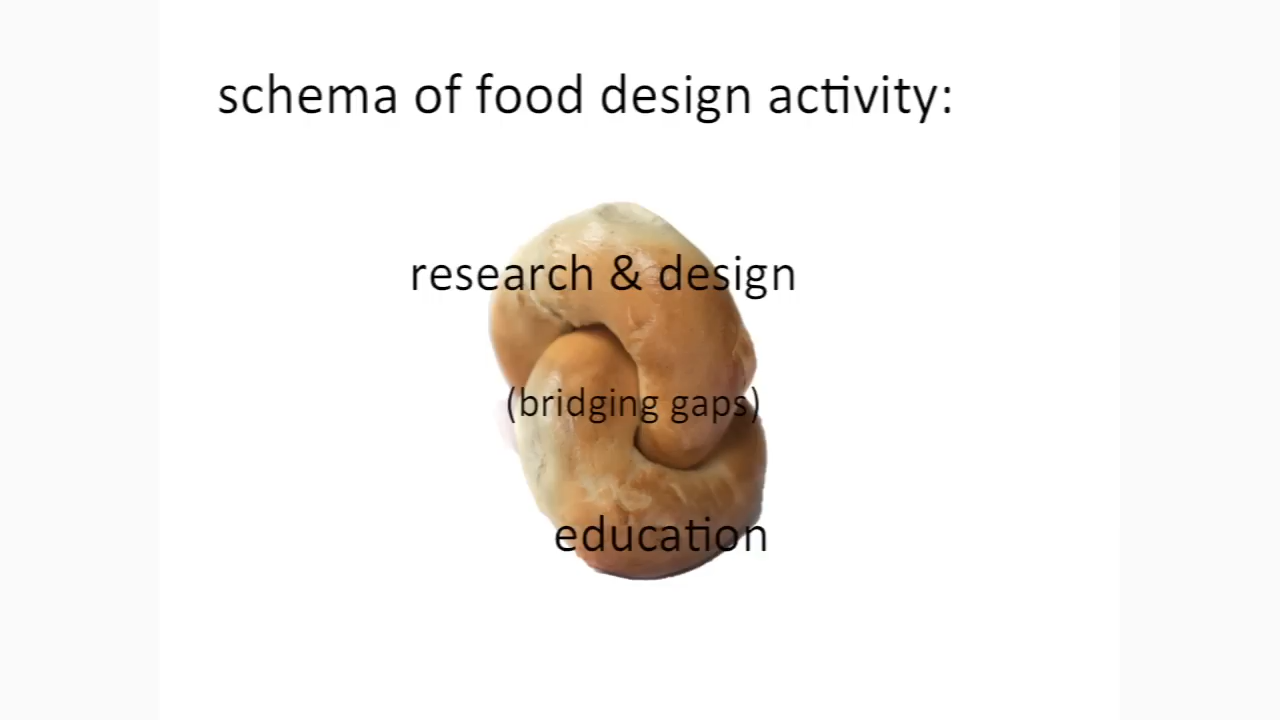 schema of food design activity:
research & design
(bridging gaps)
education